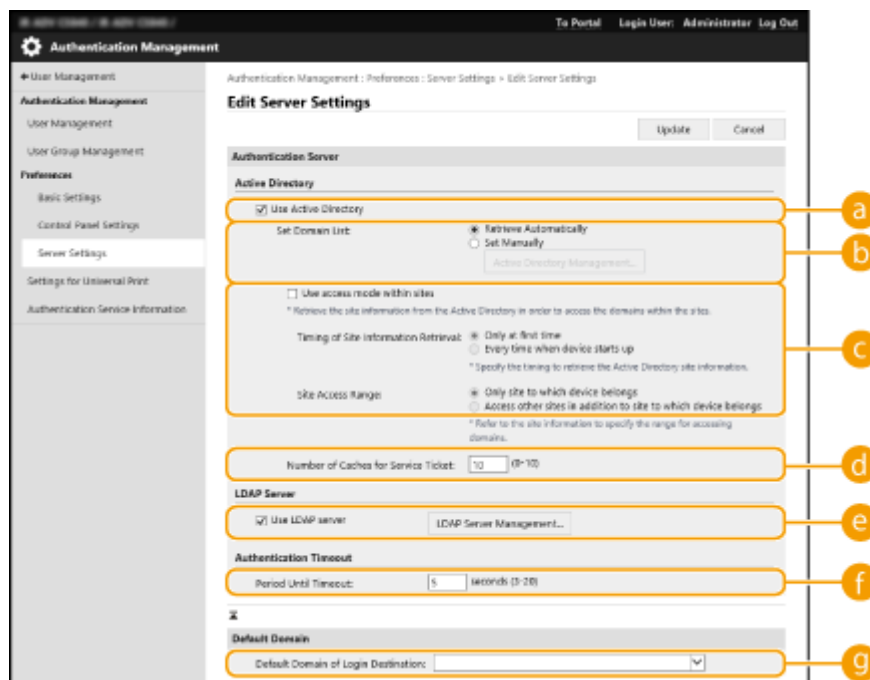 To Portal Login User: Administrator Log Out
Authentication Management
User Management
Authentication Management
User Management
User Group Management
Preferences
Basic Settings
Control Panel Settings
Server Settings
Settings for Universal Print
Authentication Service Information
Authentication Management : Preferences : Server Settings > Edit Server Settings
Edit Server Settings
Update Cancel
Authentication Server
Active Directory
Use Active Directory
a
Set Domain List: Retrieve Automatically
Set Manually
Active Directory Management...
b
Use access mode within sites
* Retrieve the site information from the Active Directory in order to access the domains within the sites.
Timing of Site Information Retrieval: Only at first time
Every time when device starts up
* Specify the timing to retrieve the Active Directory site information.
c
Site Access Range: Only site to which device belongs
Access other sites in addition to site to which device belongs
* Refer to the site information to specify the range for accessing
domains.
Number of Caches for Service Ticket: 10 (0-10)
d
LDAP Server
Use LDAP server LDAP Server Management...
e
Authentication Timeout
Period Until Timeout: 5 seconds (3-20)
f
Default Domain
Default Domain of Login Destination:
g